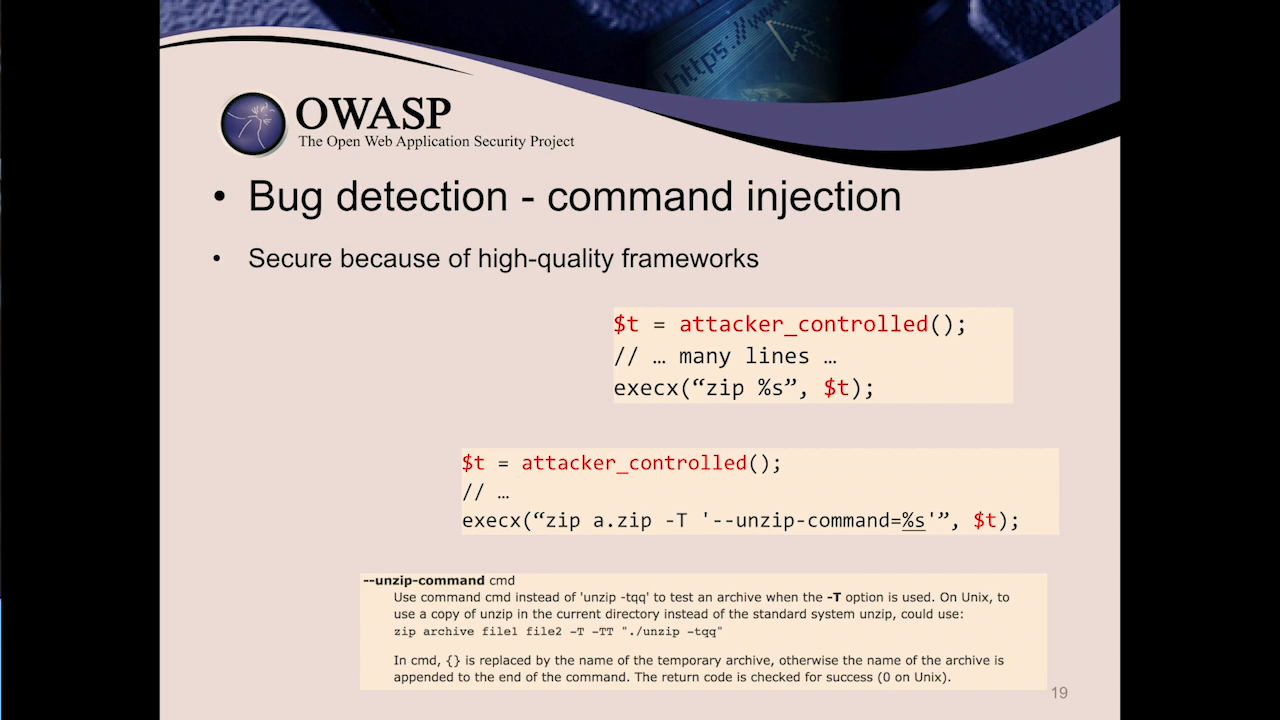 https://www
OWASP
The Open Web Application Security Project
• Bug detection - command injection
• Secure because of high-quality frameworks
$t = attacker_controlled();
// … many lines …
execx(“zip %s”, $t);
$t = attacker_controlled();
// …
execx(“zip a.zip -T '--unzip-command=%s'”, $t);
--unzip-command cmd
Use command cmd instead of 'unzip -tqq' to test an archive when the -T option is used. On Unix, to
use a copy of unzip in the current directory instead of the standard system unzip, could use:
zip archive file1 file2 -T -TT "./unzip -tqq"
In cmd, {} is replaced by the name of the temporary archive, otherwise the name of the archive is
appended to the end of the command. The return code is checked for success (0 on Unix).
19